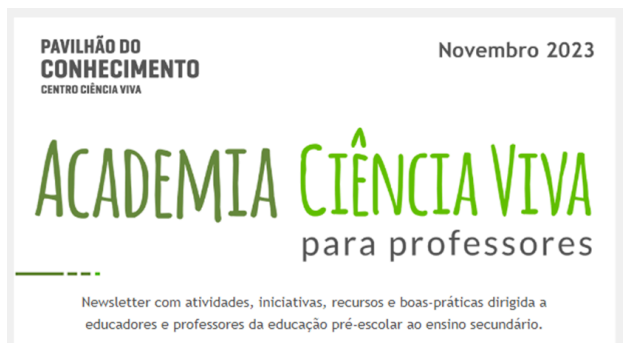 PAVILHÃO DO
CONHECIMENTO
CENTRO CIÊNCIA VIVA
Novembro 2023
ACADEMIA CIÊNCIA VIVA
para professores
Newsletter com atividades, iniciativas, recursos e boas-práticas dirigida a
educadores e professores da educação pré-escolar ao ensino secundário.